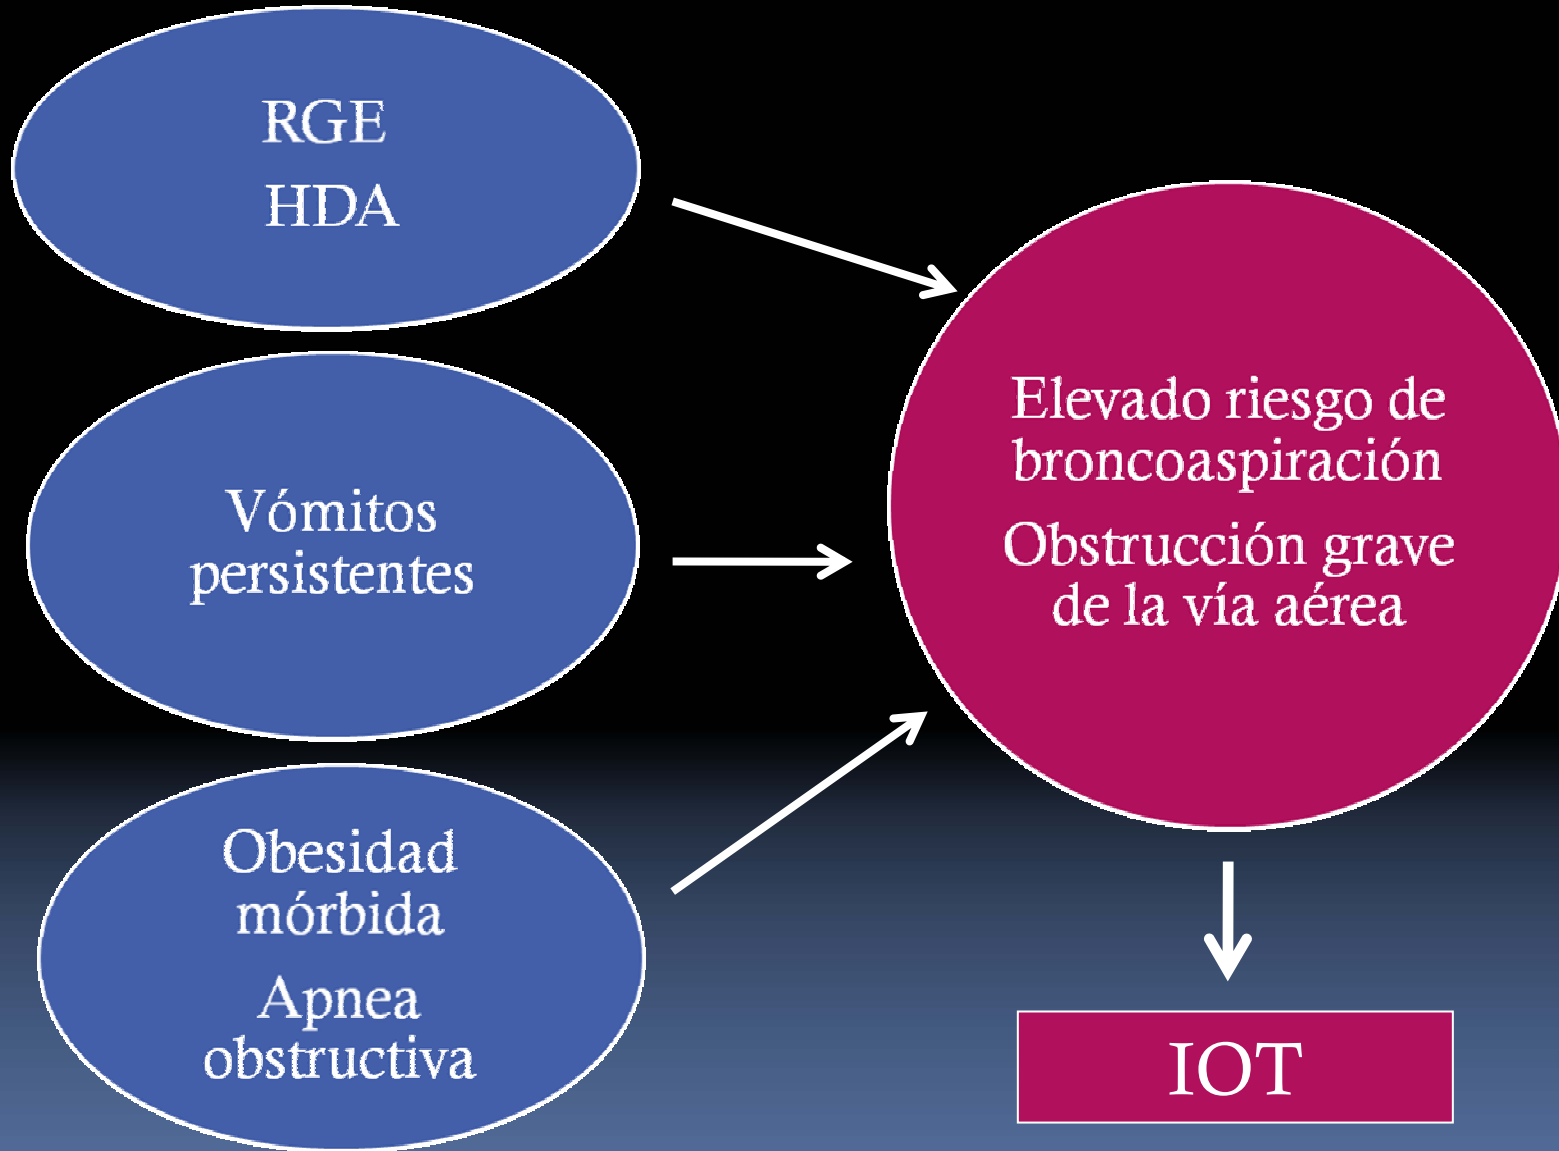 RGE
HDA
Vómitos
persistentes
Obesidad
mórbida
Apnea
obstructiva
Elevado riesgo de
broncoaspiración
Obstrucción grave
de la vía aérea
IOT